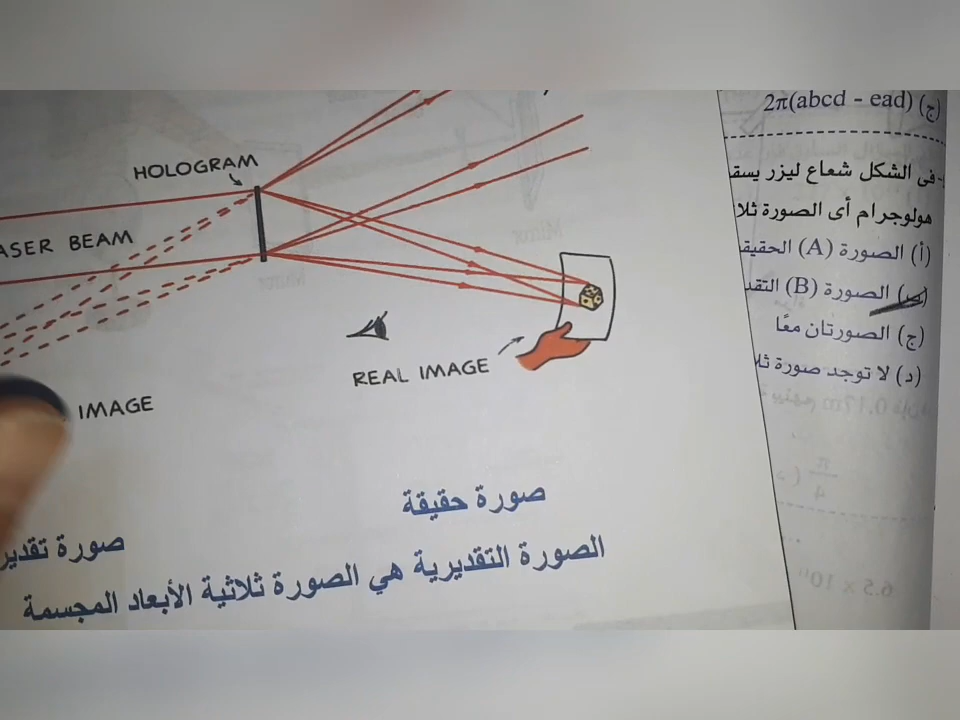 HOLOGRAM
ASER BEAM
REAL IMAGE
IMAGE
صورة حقيقة
صورة تقدير
الصورة التقديرية هي الصورة ثلاثية الأبعاد المجسمة
(ج) 2π(abcd - ead)
فى الشكل شعاع ليزر يسق
هولوجرام أى الصورة ثلا
(أ) الصورة (A) الحقيق
(ب) الصورة (B) التقد
(ج) الصورتان معًا
(د) لا توجد صورة ثلا